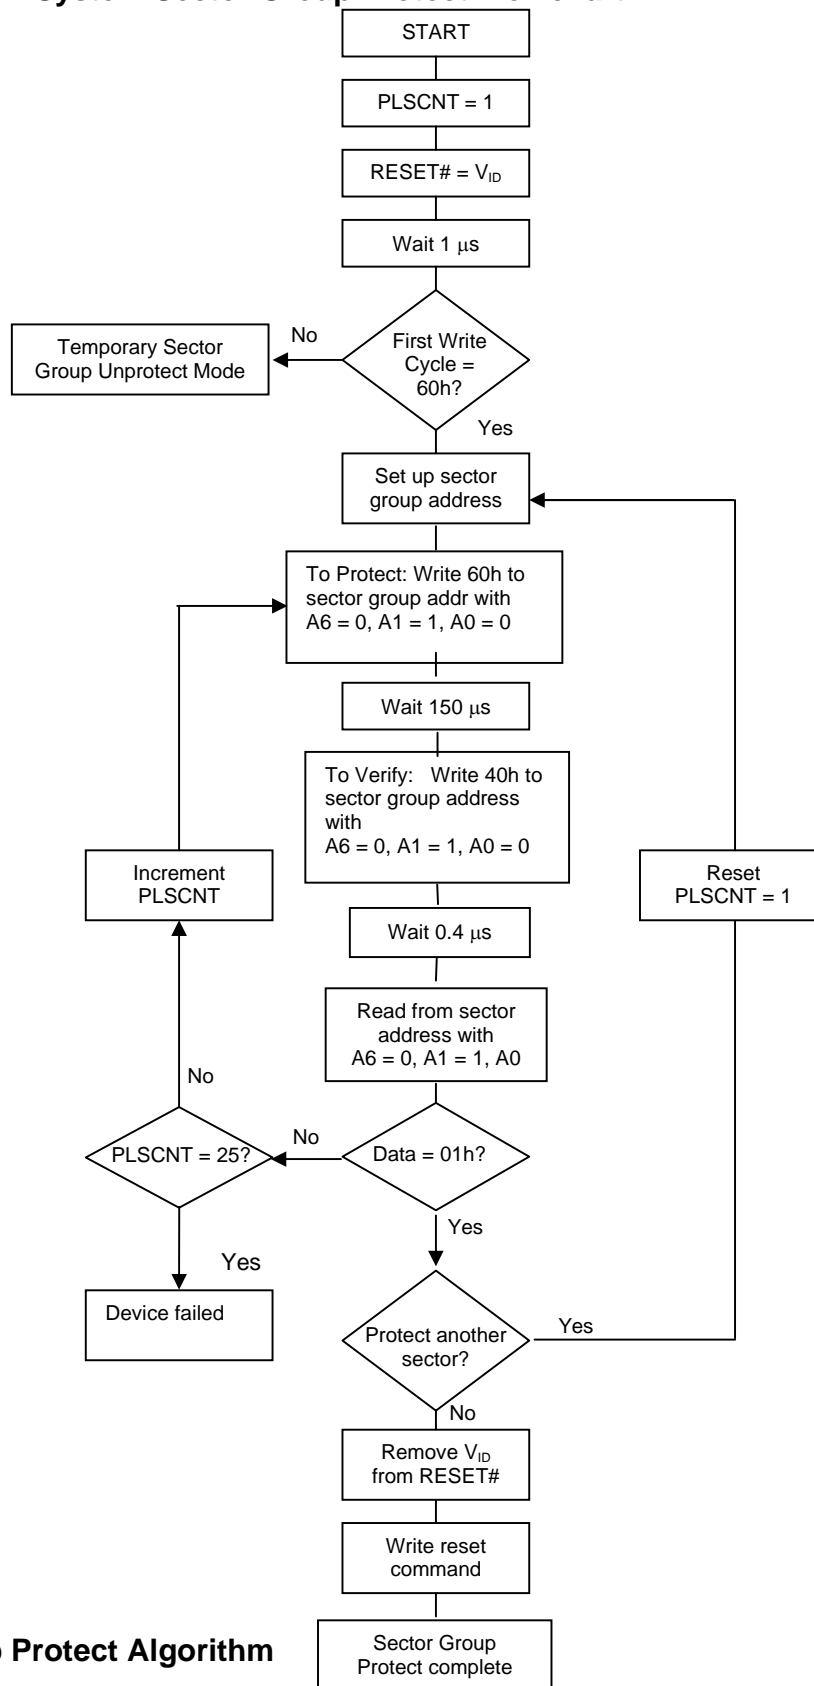 START
PLSCNT = 1
RESET# = VID
Wait 1 μs
No
Temporary Sector
Group Unprotect Mode
First Write
Cycle =
60h?
Yes
Set up sector
group address
To Protect: Write 60h to
sector group addr with
A6 = 0, A1 = 1, A0 = 0
Wait 150 μs
To Verify: Write 40h to
sector group address
with
A6 = 0, A1 = 1, A0 = 0
Increment
PLSCNT
Reset
PLSCNT = 1
Wait 0.4 μs
Read from sector
address with
A6 = 0, A1 = 1, A0
No
PLSCNT = 25?
No
Data = 01h?
Yes
Yes
Device failed
Protect another
sector?
Yes
No
Remove VID
from RESET#
Write reset
command
Protect Algorithm
Sector Group
Protect complete